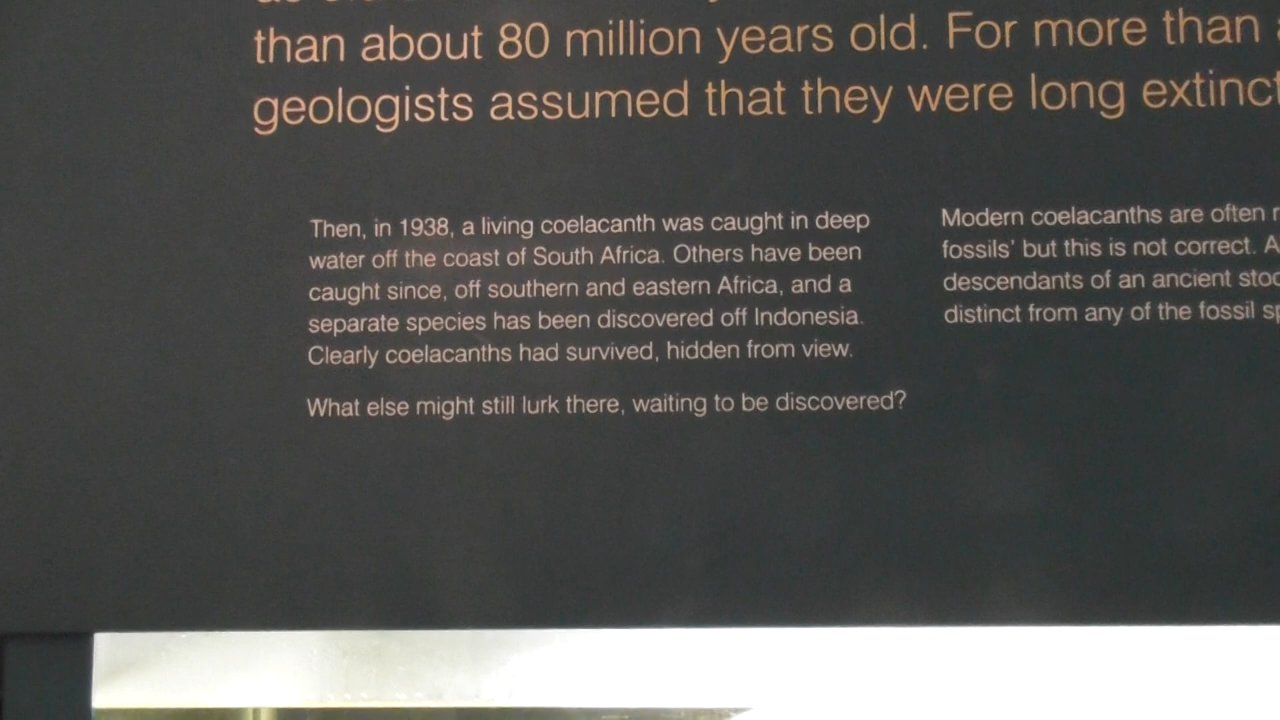 than about 80 million years old. For more than
geologists assumed that they were long extinct
Then, in 1938, a living coelacanth was caught in deep
water off the coast of South Africa. Others have been
caught since, off southern and eastern Africa, and a
separate species has been discovered off Indonesia.
Clearly coelacanths had survived, hidden from view.
What else might still lurk there, waiting to be discovered?
Modern coelacanths are often
fossils' but this is not correct. A
descendants of an ancient
distinct from any of the fossil